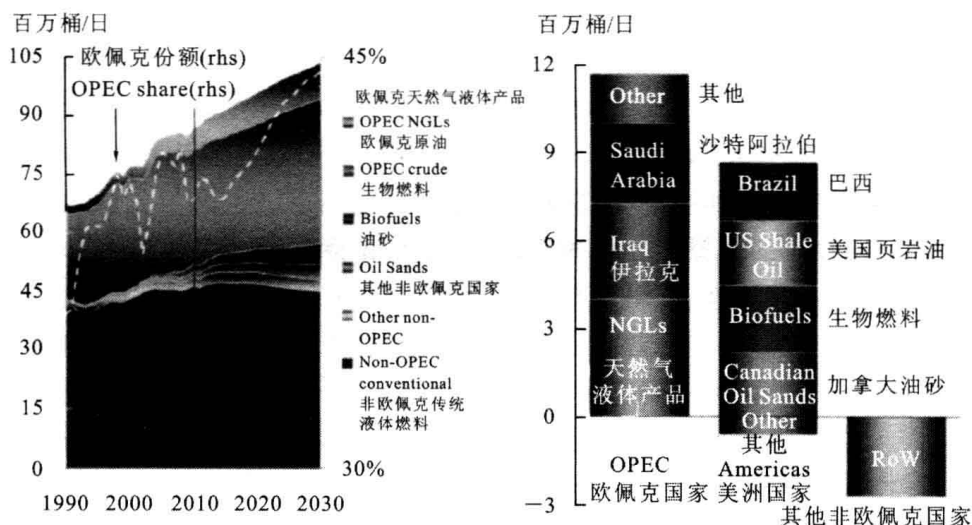 百万桶/日
105
90
75
60
45
30
15
0
欧佩克份额(rhs)
OPEC share(rhs)
45%
30%
1990 2000 2010 2020 2030
欧佩克天然气液体产品
OPEC NGLs
欧佩克原油
OPEC crude
生物燃料
Biofuels
油砂
Oil Sands
其他非欧佩克国家
Other non-
OPEC
Non-OPEC
conventional
非欧佩克传统
液体燃料
百万桶/日
12
9
6
3
0
-3
Other
其他
Saudi
Arabia
沙特阿拉伯
Iraq
伊拉克
NGLs
天然气
液体产品
OPEC
欧佩克国家
Brazil
巴西
US Shale
Oil
美国页岩油
Biofuels
生物燃料
Canadian
Oil Sands
加拿大油砂
Other
其他
Americas
美洲国家
RoW
其他非欧佩克国家